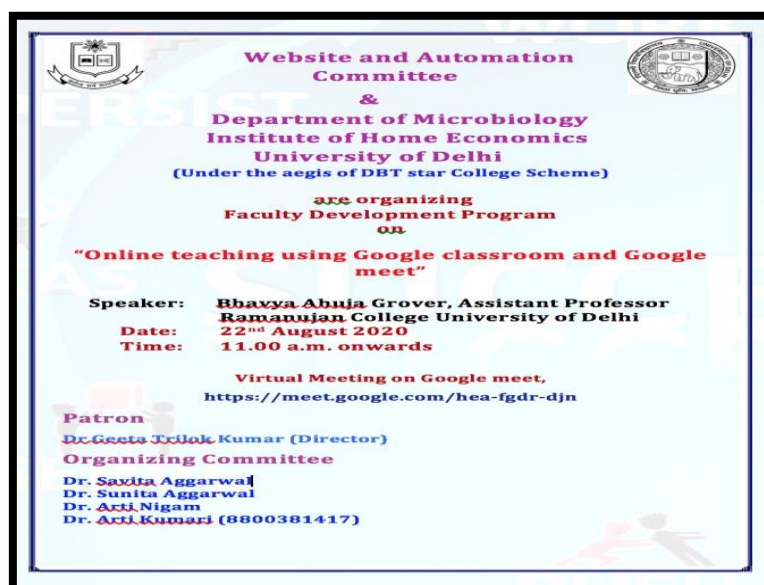 Website and Automation
Committee
&
Department of Microbiology
Institute of Home Economics
University of Delhi
(Under the aegis of DBT star College Scheme)
are organizing
Faculty Development Program
on
“Online teaching using Google classroom and Google
meet”
Speaker: Bhavya Ahuja Grover, Assistant Professor
Ramanujan College University of Delhi
Date: 22nd August 2020
Time: 11.00 a.m. onwards
Virtual Meeting on Google meet,
https://meet.google.com/hea-fgdr-djn
Patron
Dr Geeta Trilok Kumar (Director)
Organizing Committee
Dr. Savita Aggarwal
Dr. Sunita Aggarwal
Dr. Arti Nigam
Dr. Arti Kumari (8800381417)